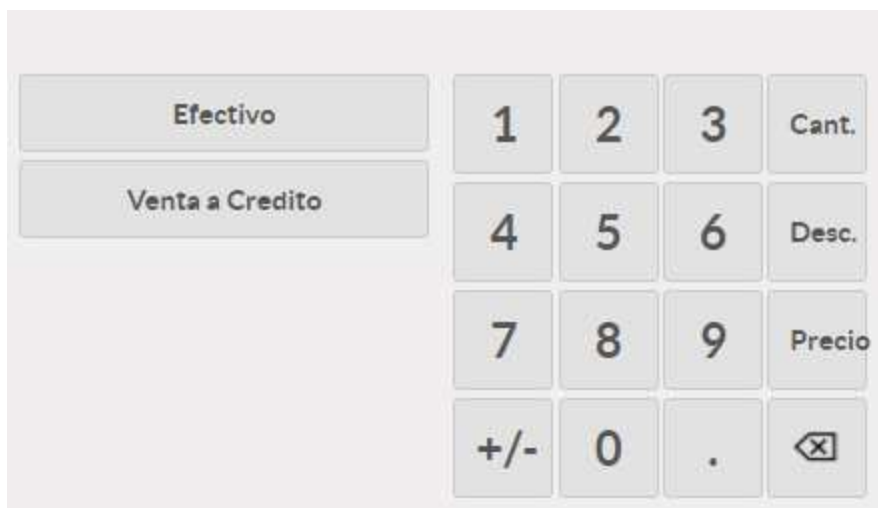 Efectivo
Venta a Credito
1 2 3 Cant.
4 5 6 Desc.
7 8 9 Precio
+/- 0 .